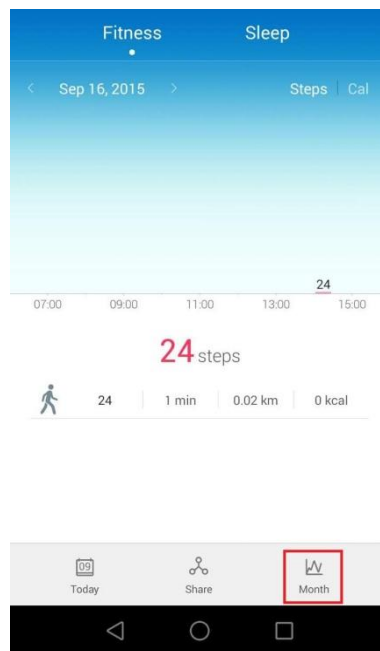 Fitness Sleep
Sep 16, 2015 Steps Cal
24
07:00 09:00 11:00 13:00 15:00
24 steps
24 1 min 0.02 km 0 kcal
09
Today Share Month